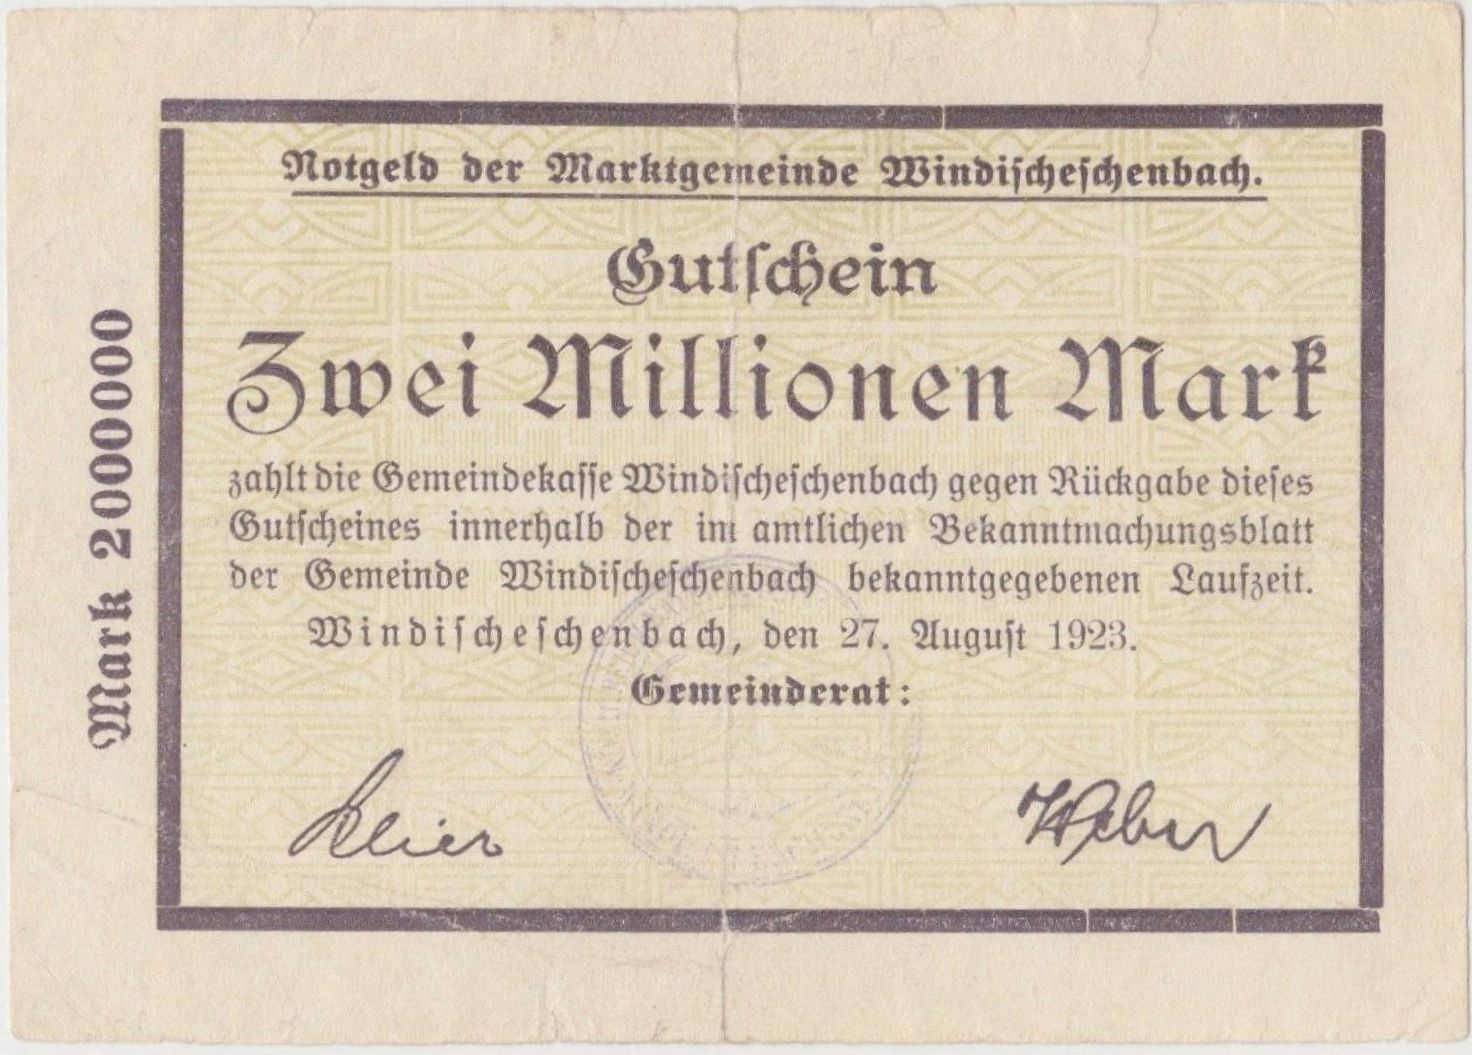 Notgeld der Marktgemeinde Windischeschenbach.
Gutschein
Zwei Millionen Mark
zahlt die Gemeindekasse Windischeschenbach gegen Rückgabe dieses
Gutscheines innerhalb der im amtlichen Bekanntmachungsblatt
der Gemeinde Windischeschenbach bekanntgegebenen Laufzeit.
Windischeschenbach, den 27. August 1923.
Gemeinderat:
Weber
Mark 2000000